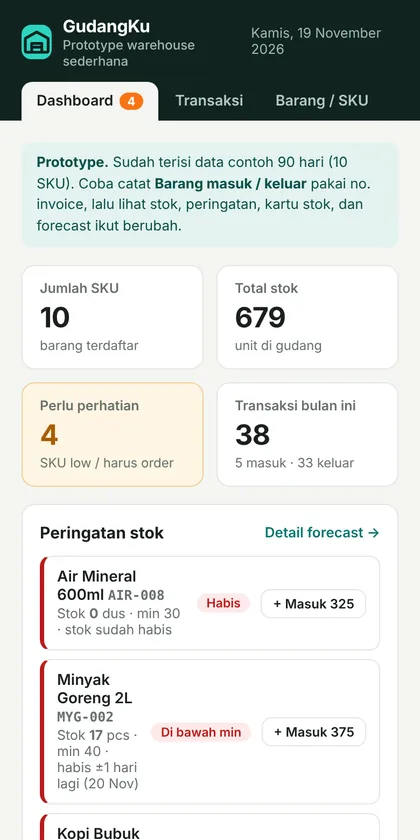 GudangKu
Prototype warehouse
sederhana
Kamis, 19 November
2026
Dashboard 4
Transaksi
Barang / SKU
Prototype. Sudah terisi data contoh 90 hari (10
SKU). Coba catat Barang masuk / keluar pakai no.
invoice, lalu lihat stok, peringatan, kartu stok, dan
forecast ikut berubah.
Jumlah SKU
10
barang terdaftar
Total stok
679
unit di gudang
Perlu perhatian
4
SKU low / harus order
Transaksi bulan ini
38
5 masuk · 33 keluar
Peringatan stok
Detail forecast →
Air Mineral
600ml AIR-008
Stok 0 dus · min 30
· stok sudah habis
Habis
+ Masuk 325
Minyak
Goreng 2L
MYG-002
Stok 17 pcs ·
min 40 ·
habis ±1 hari
lagi (20 Nov)
Di bawah min
+ Masuk 375
Kopi Bubuk